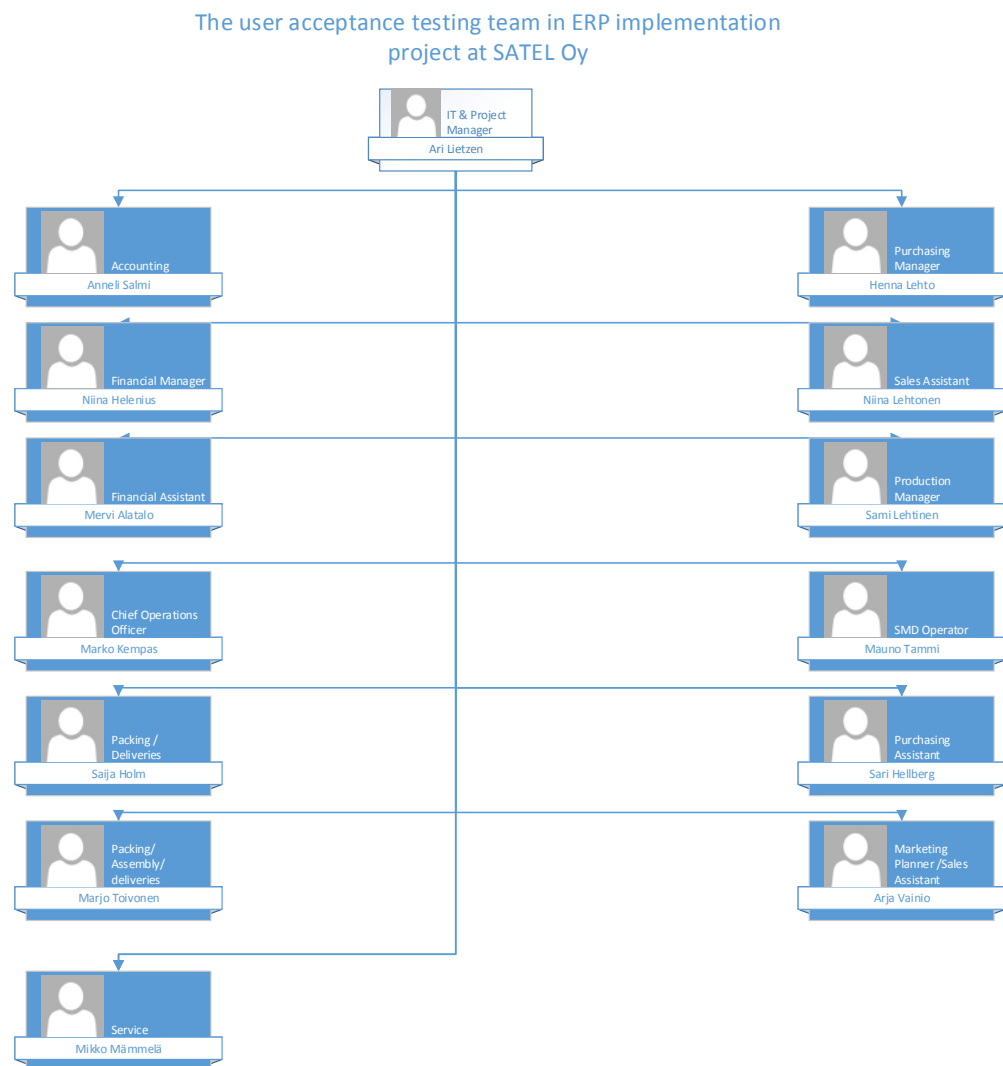 The user acceptance testing team in ERP implementation
project at SATEL Oy
IT & Project
Manager
Ari Lietzen
Accounting
Anneli Salmi
Purchasing
Manager
Henna Lehto
Financial Manager
Niina Helenius
Sales Assistant
Niina Lehtonen
Financial Assistant
Mervi Alatalo
Production
Manager
Sami Lehtinen
Chief Operations
Officer
Marko Kempas
SMD Operator
Mauno Tammi
Packing /
Deliveries
Saija Holm
Purchasing
Assistant
Sari Hellberg
Packing/
Assembly/
deliveries
Marjo Toivonen
Marketing
Planner /Sales
Assistant
Arja Vainio
Service
Mikko Mämmelä